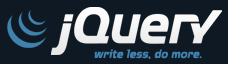 jQuery
write less, do more.